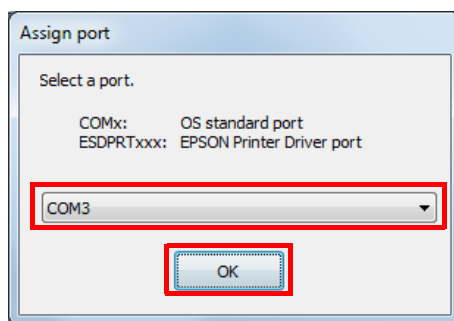 Assign port
Select a port.
COMx: OS standard port
ESDPRTxxx: EPSON Printer Driver port
COM3
OK